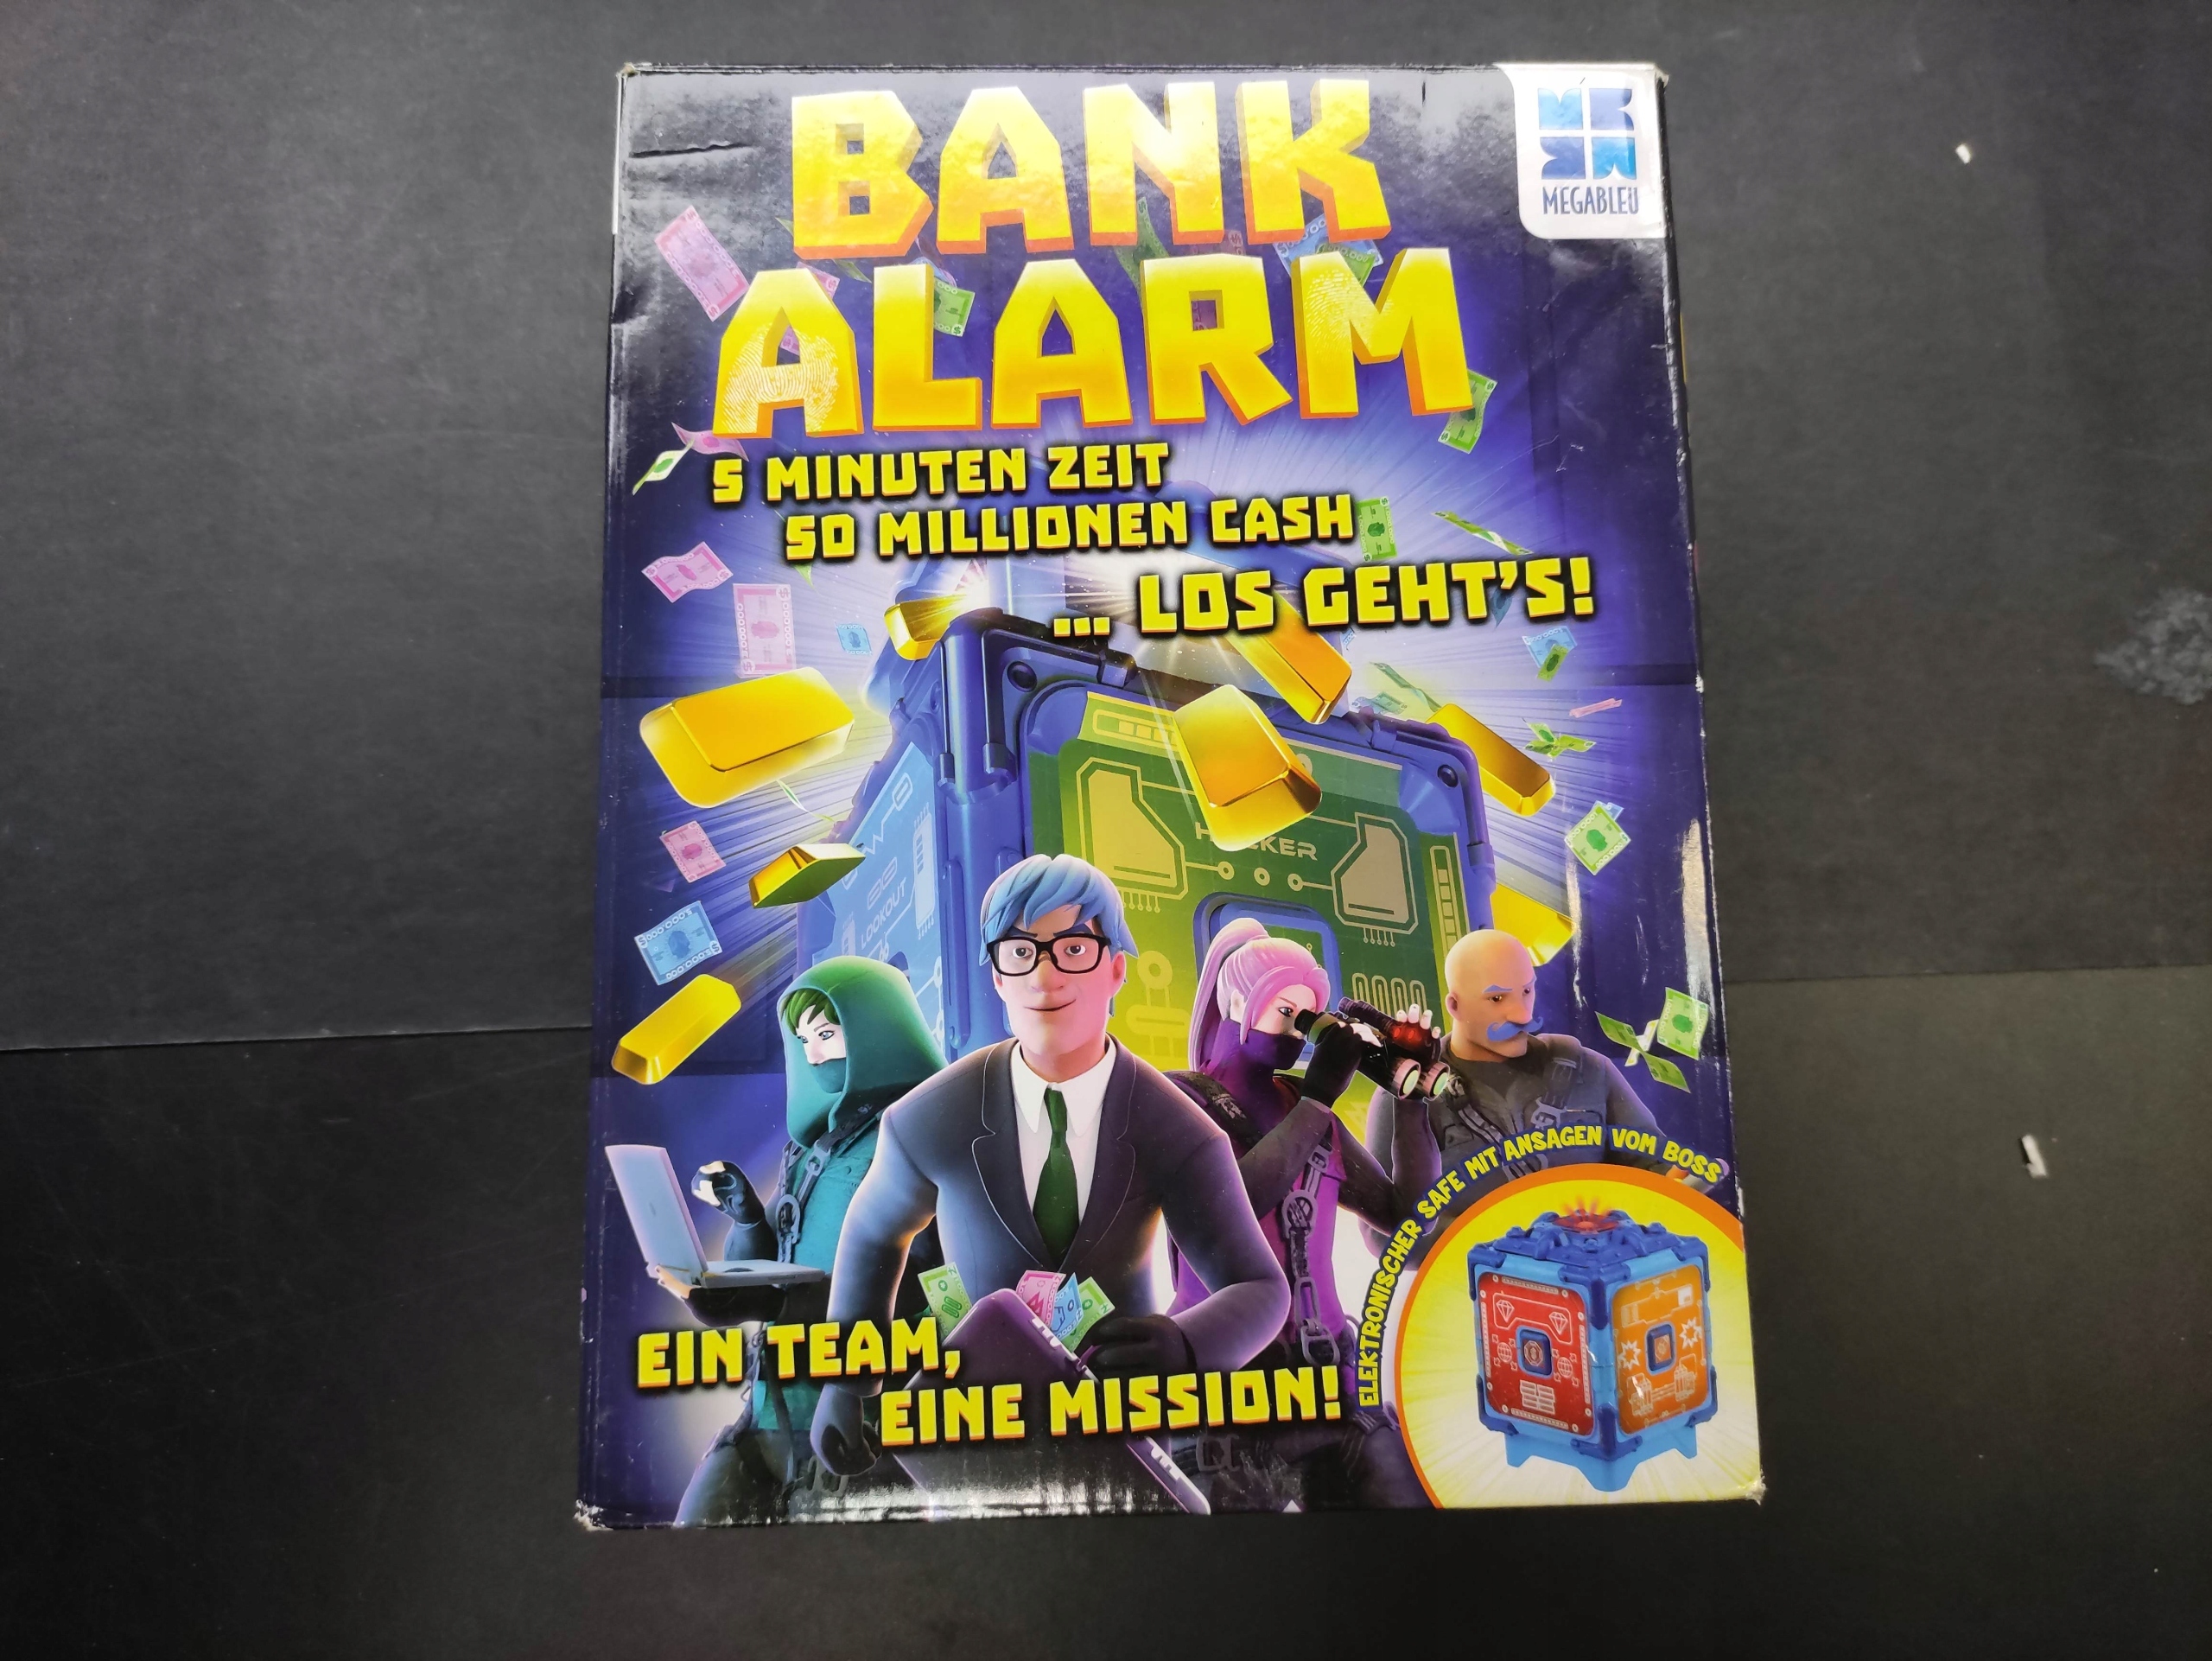 BANK
ALARM
MEGABLEU
5 MINUTEN ZEIT
50 MILLIONEN CASH
... LOS GEHT'S!
LOOKOUT
EIN TEAM,
EINE MISSION!
ELEKTRONISCHER SAFE MIT ANSAGEN VOM BOSS